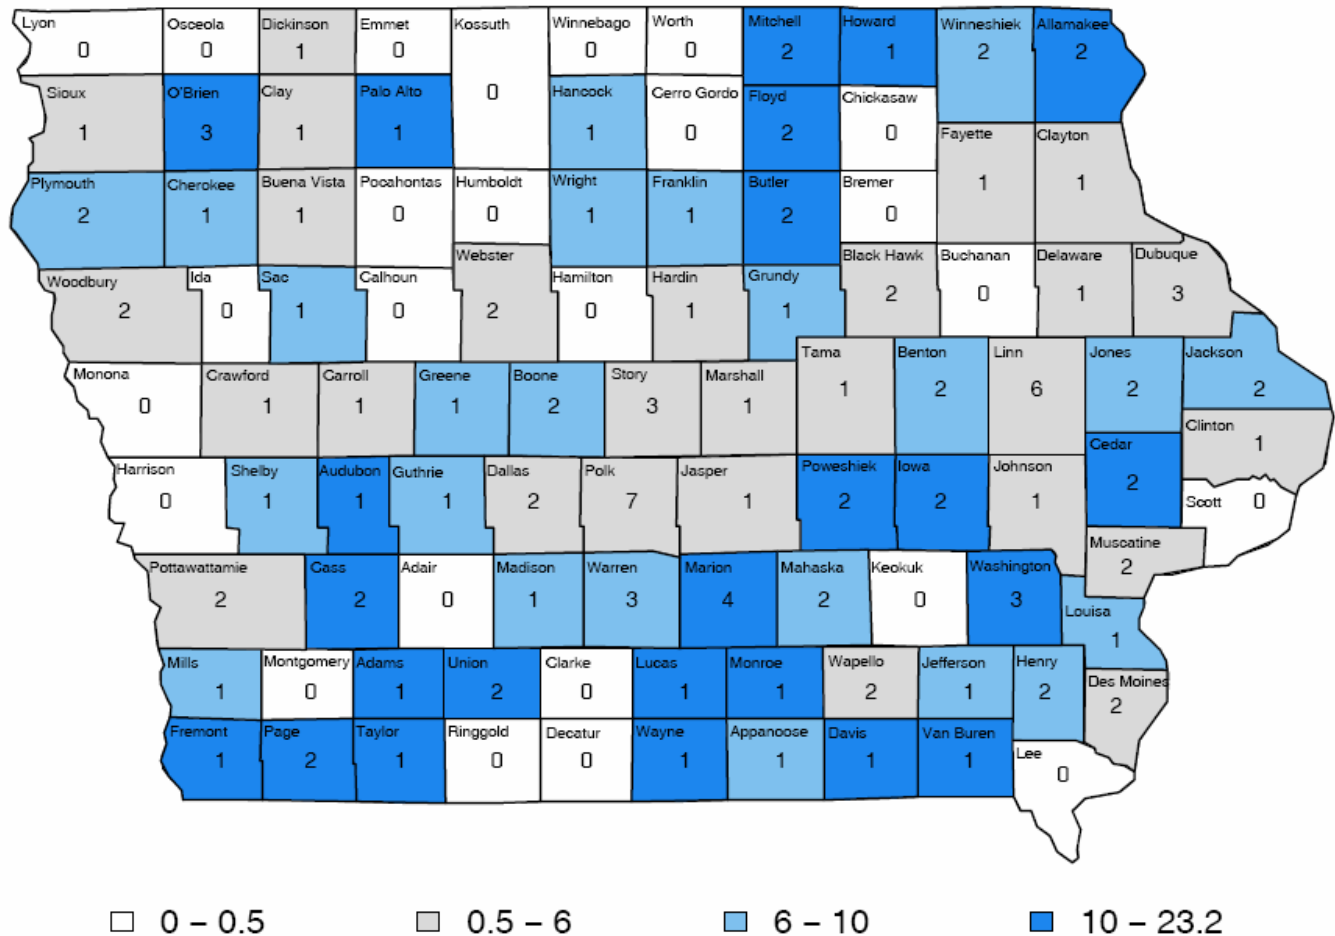 Lyon Osceola Dickinson Emmet Kossuth Winnebago Worth Mitchell Howard Winneshiek Allamakee
0 0 1 0 0 0 2 1 2 2
Sioux O'Brien Clay Palo Alto Hancock Cerro Gordo Floyd Chickasaw
1 3 1 1 0 1 0 2 0
Fayette Clayton
1 1
Plymouth Cherokee Buena Vista Pocahontas Humboldt Wright Franklin Butler Bremer
2 1 1 0 0 1 1 2 0
Webster Black Hawk Buchanan Delaware Dubuque
2 0 1 3
Woodbury Ida Sac Calhoun Hamilton Hardin Grundy
2 0 1 0 2 0 1 1
Tama Benton Linn Jones Jackson
1 2 6 2 2
Monona Crawford Carroll Greene Boone Story Marshall
0 1 1 1 2 3 1
Clinton
1
Cedar
2
Harrison Shelby Audubon Guthrie Dallas Polk Jasper Poweshiek Iowa Johnson
0 1 1 1 2 7 1 2 2 1
Scott 0
Muscatine
2
Pottawattamie Cass Adair Madison Warren Marion Mahaska Keokuk Washington
2 2 0 1 3 4 2 0 3
Louisa
1
Mills Montgomery Adams Union Clarke Lucas Monroe Wapello Jefferson Henry
1 0 1 2 0 1 1 2 1 2
Des Moines
2
Fremont Page Taylor Ringgold Decatur Wayne Appanoose Davis Van Buren
1 2 1 0 0 1 1 1 1
Lee
0
0 – 0.5 0.5 – 6 6 – 10 10 – 23.2